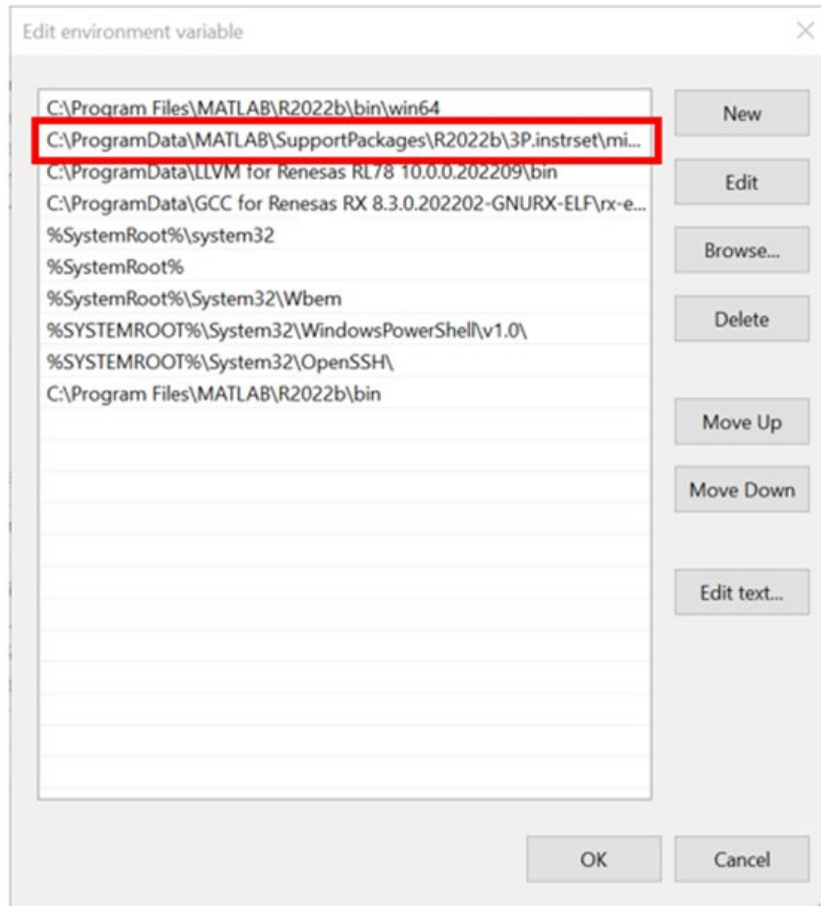 Edit environment variable
C:\Program Files\MATLAB\R2022b\bin\win64
New
C:\ProgramData\MATLAB\SupportPackages\R2022b\3P.instrset\mi...
C:\ProgramData\LLVM for Renesas RL78 10.0.0.202209\bin
Edit
C:\ProgramData\GCC for Renesas RX 8.3.0.202202-GNURX-ELF\rx-e...
%SystemRoot%\system32
Browse...
%SystemRoot%
%SystemRoot%\System32\Wbem
%SYSTEMROOT%\System32\WindowsPowerShell\v1.0\
Delete
%SYSTEMROOT%\System32\OpenSSH\
C:\Program Files\MATLAB\R2022b\bin
Move Up
Move Down
Edit text...
OK
Cancel